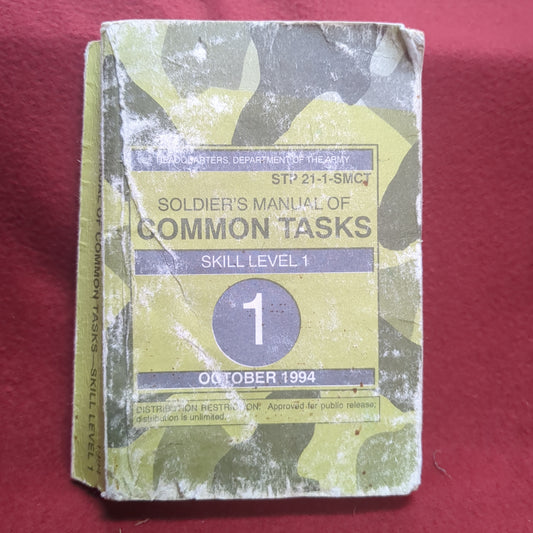 HEADQUARTERS, DEPARTMENT OF THE ARMY
STP 21-1-SMCT
SOLDIER'S MANUAL OF
COMMON TASKS
SKILL LEVEL 1
1
OCTOBER 1994
DISTRIBUTION RESTRICTION: Approved for public release;
distribution is unlimited.
OF COMMON TASKS—SKILL LEVEL 1